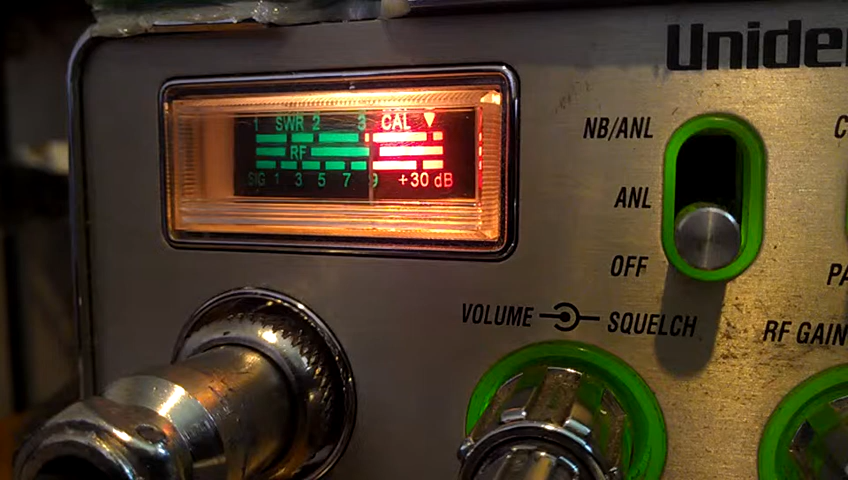 Uniden
1 SWR 2 3 CAL
RF
SIG 1 3 5 7 9 +30 dB
NB/ANL
ANL
OFF
VOLUME SQUELCH
RF GAIN